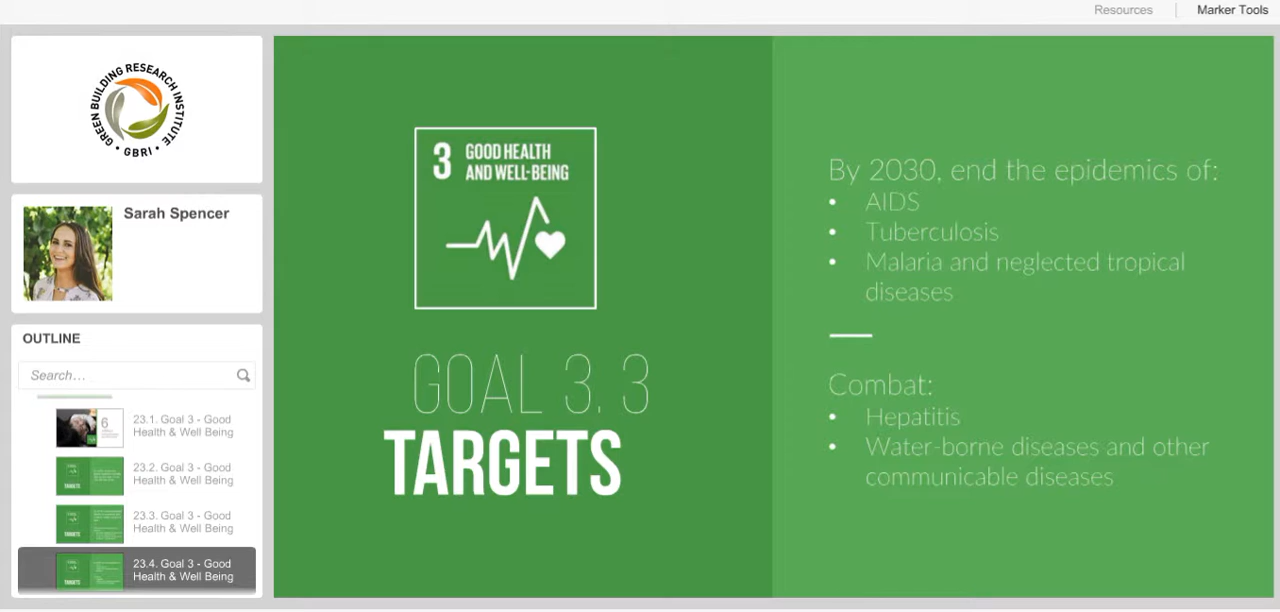 Resources | Marker Tools
GREEN BUILDING RESEARCH INSTITUTE
• GBRI •
Sarah Spencer
OUTLINE
Search...
6
23.1. Goal 3 - Good
Health & Well Being
TARGETS
23.2. Goal 3 - Good
Health & Well Being
TARGETS
23.3. Goal 3 - Good
Health & Well Being
TARGETS
23.4. Goal 3 - Good
Health & Well Being
3 GOOD HEALTH
AND WELL-BEING
GOAL 3. 3
TARGETS
By 2030, end the epidemics of:
• AIDS
• Tuberculosis
• Malaria and neglected tropical
diseases
Combat:
• Hepatitis
• Water-borne diseases and other
communicable diseases